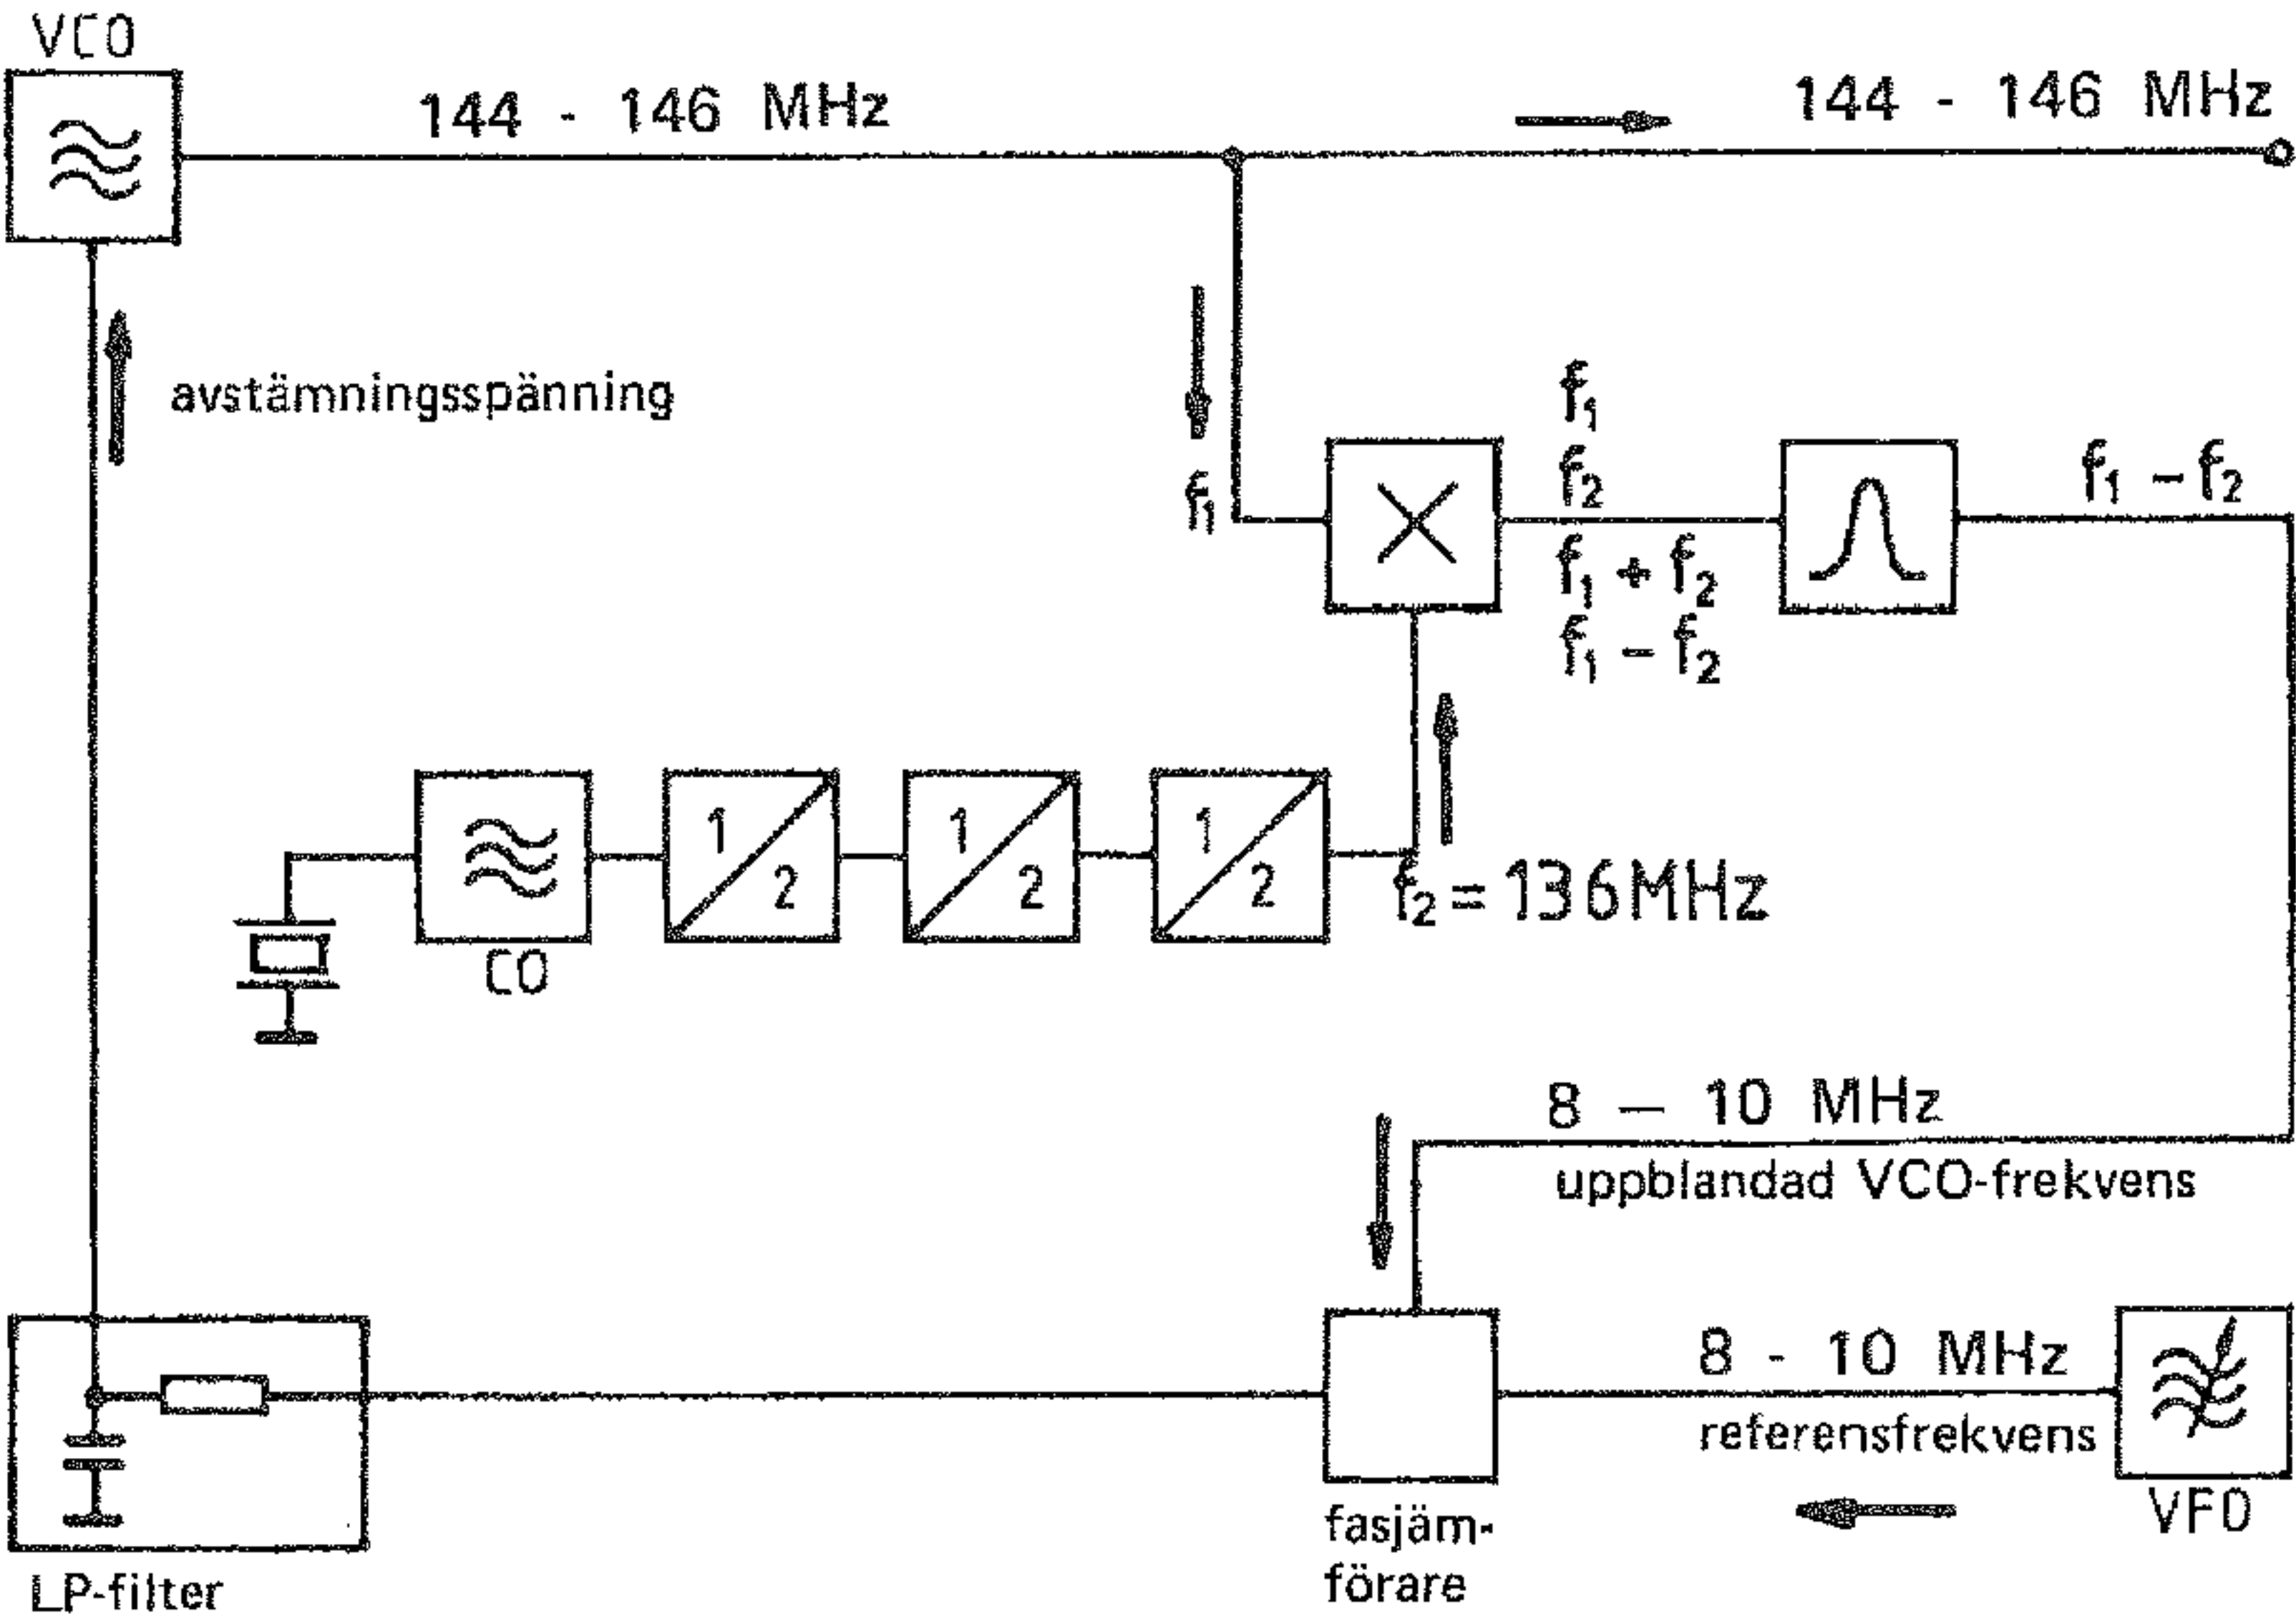 VCO
144 - 146 MHz
144 - 146 MHz
avstämningsspänning
f₁
f₁
f₂
f₁ + f₂
f₁ - f₂
f₁ - f₂
1
2
1
2
1
2
CO
f₂ = 136 MHz
8 — 10 MHz
uppblandad VCO-frekvens
8 - 10 MHz
referensfrekvens
VFO
fasjäm-
förare
LP-filter